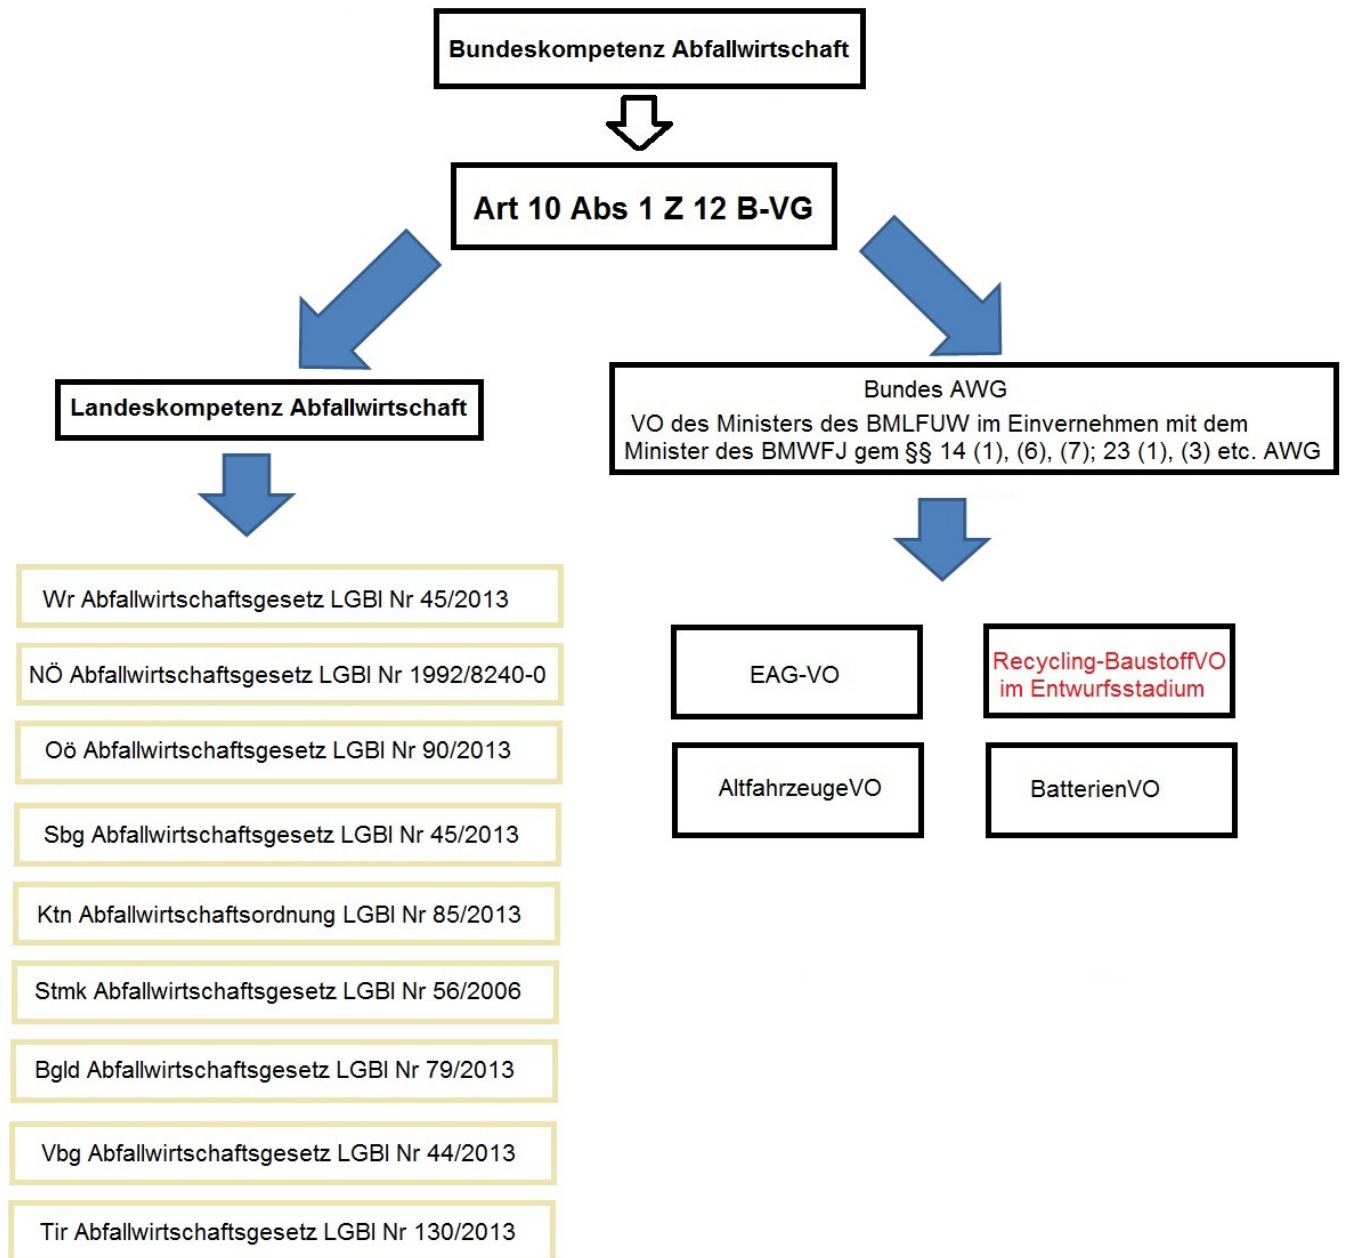 Bundeskompetenz Abfallwirtschaft
Art 10 Abs 1 Z 12 B-VG
Landeskompetenz Abfallwirtschaft
Bundes AWG
VO des Ministers des BMLFUW im Einvernehmen mit dem
Minister des BMWFJ gem §§ 14 (1), (6), (7); 23 (1), (3) etc. AWG
Wr Abfallwirtschaftsgesetz LGBl Nr 45/2013
NÖ Abfallwirtschaftsgesetz LGBl Nr 1992/8240-0
Oö Abfallwirtschaftsgesetz LGBl Nr 90/2013
Sbg Abfallwirtschaftsgesetz LGBl Nr 45/2013
Ktn Abfallwirtschaftsordnung LGBl Nr 85/2013
Stmk Abfallwirtschaftsgesetz LGBl Nr 56/2006
Bgld Abfallwirtschaftsgesetz LGBl Nr 79/2013
Vbg Abfallwirtschaftsgesetz LGBl Nr 44/2013
Tir Abfallwirtschaftsgesetz LGBl Nr 130/2013
EAG-VO
Recycling-BaustoffVO
im Entwurfsstadium
AltfahrzeugeVO
BatterienVO